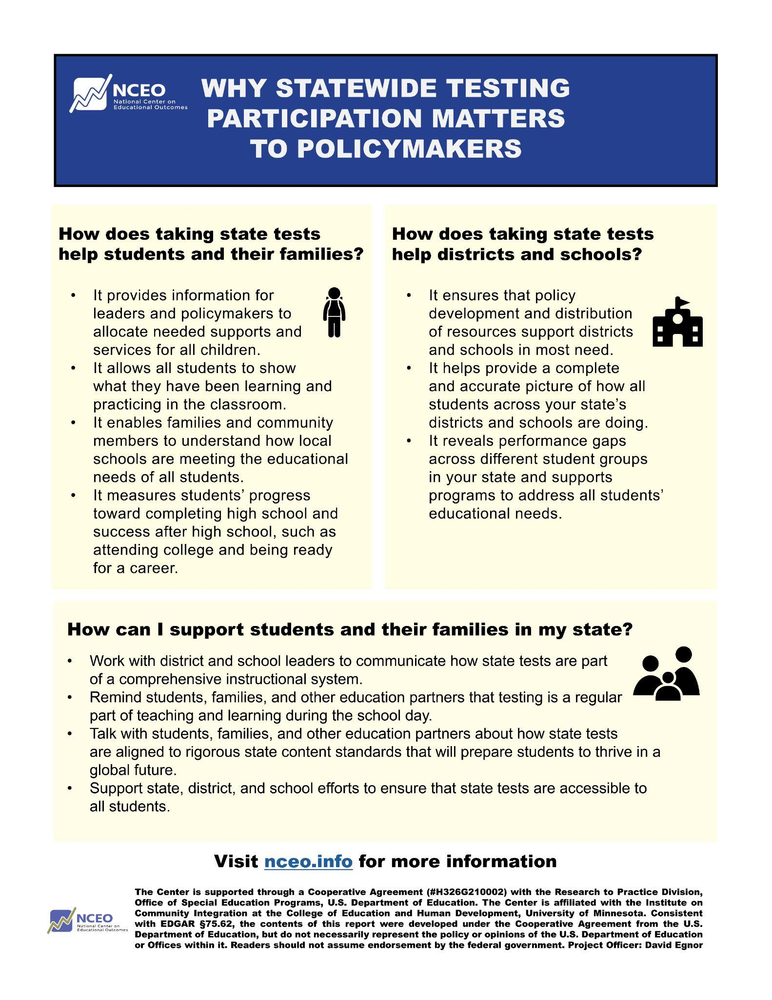 NCEO
National Center on
Educational Outcomes
WHY STATEWIDE TESTING
PARTICIPATION MATTERS
TO POLICYMAKERS
How does taking state tests
help students and their families?
• It provides information for
leaders and policymakers to
allocate needed supports and
services for all children.
• It allows all students to show
what they have been learning and
practicing in the classroom.
• It enables families and community
members to understand how local
schools are meeting the educational
needs of all students.
• It measures students’ progress
toward completing high school and
success after high school, such as
attending college and being ready
for a career.
How does taking state tests
help districts and schools?
• It ensures that policy
development and distribution
of resources support districts
and schools in most need.
• It helps provide a complete
and accurate picture of how all
students across your state’s
districts and schools are doing.
• It reveals performance gaps
across different student groups
in your state and supports
programs to address all students’
educational needs.
How can I support students and their families in my state?
• Work with district and school leaders to communicate how state tests are part
of a comprehensive instructional system.
• Remind students, families, and other education partners that testing is a regular
part of teaching and learning during the school day.
• Talk with students, families, and other education partners about how state tests
are aligned to rigorous state content standards that will prepare students to thrive in a
global future.
• Support state, district, and school efforts to ensure that state tests are accessible to
all students.
Visit nceo.info for more information
NCEO
National Center on
Educational Outcomes
The Center is supported through a Cooperative Agreement (#H326G210002) with the Research to Practice Division,
Office of Special Education Programs, U.S. Department of Education. The Center is affiliated with the Institute on
Community Integration at the College of Education and Human Development, University of Minnesota. Consistent
with EDGAR §75.62, the contents of this report were developed under the Cooperative Agreement from the U.S.
Department of Education, but do not necessarily represent the policy or opinions of the U.S. Department of Education
or Offices within it. Readers should not assume endorsement by the federal government. Project Officer: David Egnor